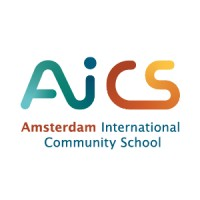 AiCS
Amsterdam International
Community School